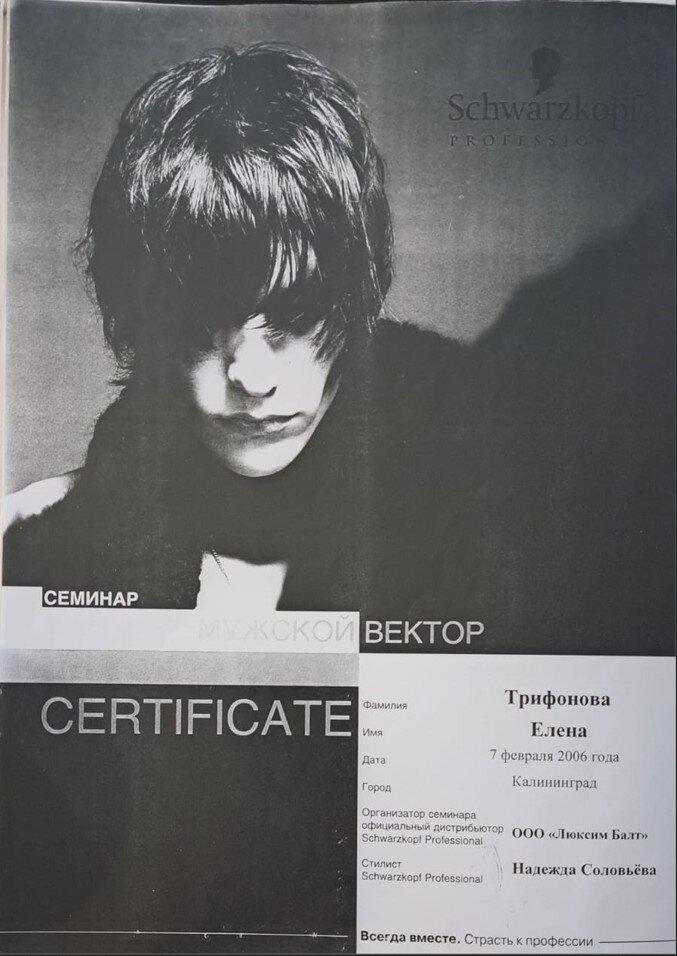 Schwarzkopf
PROFESSIONAL
СЕМИНАР
МУЖСКОЙ ВЕКТОР
CERTIFICATE
Фамилия Трифонова
Имя Елена
Дата 7 февраля 2006 года
Город Калининград
Организатор семинара
официальный дистрибьютор ООО «Люксим Балт»
Schwarzkopf Professional
Стилист Надежда Соловьёва
Schwarzkopf Professional
Всегда вместе. Страсть к профессии